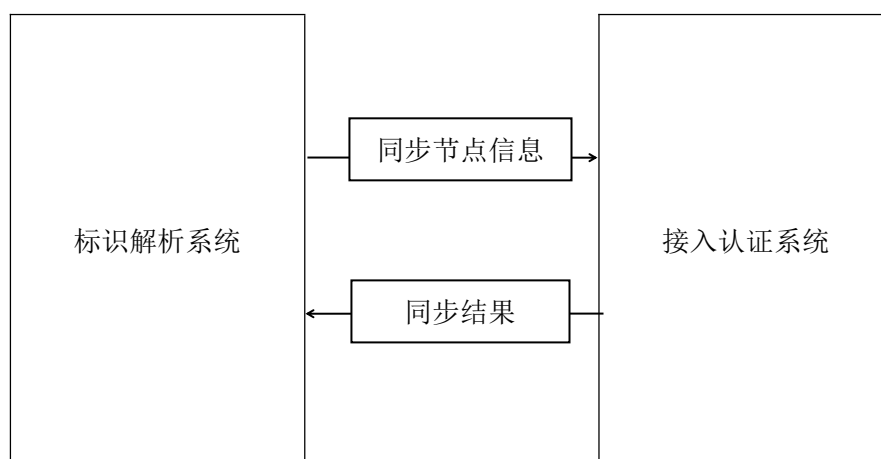 同步节点信息
标识解析系统
接入认证系统
同步结果